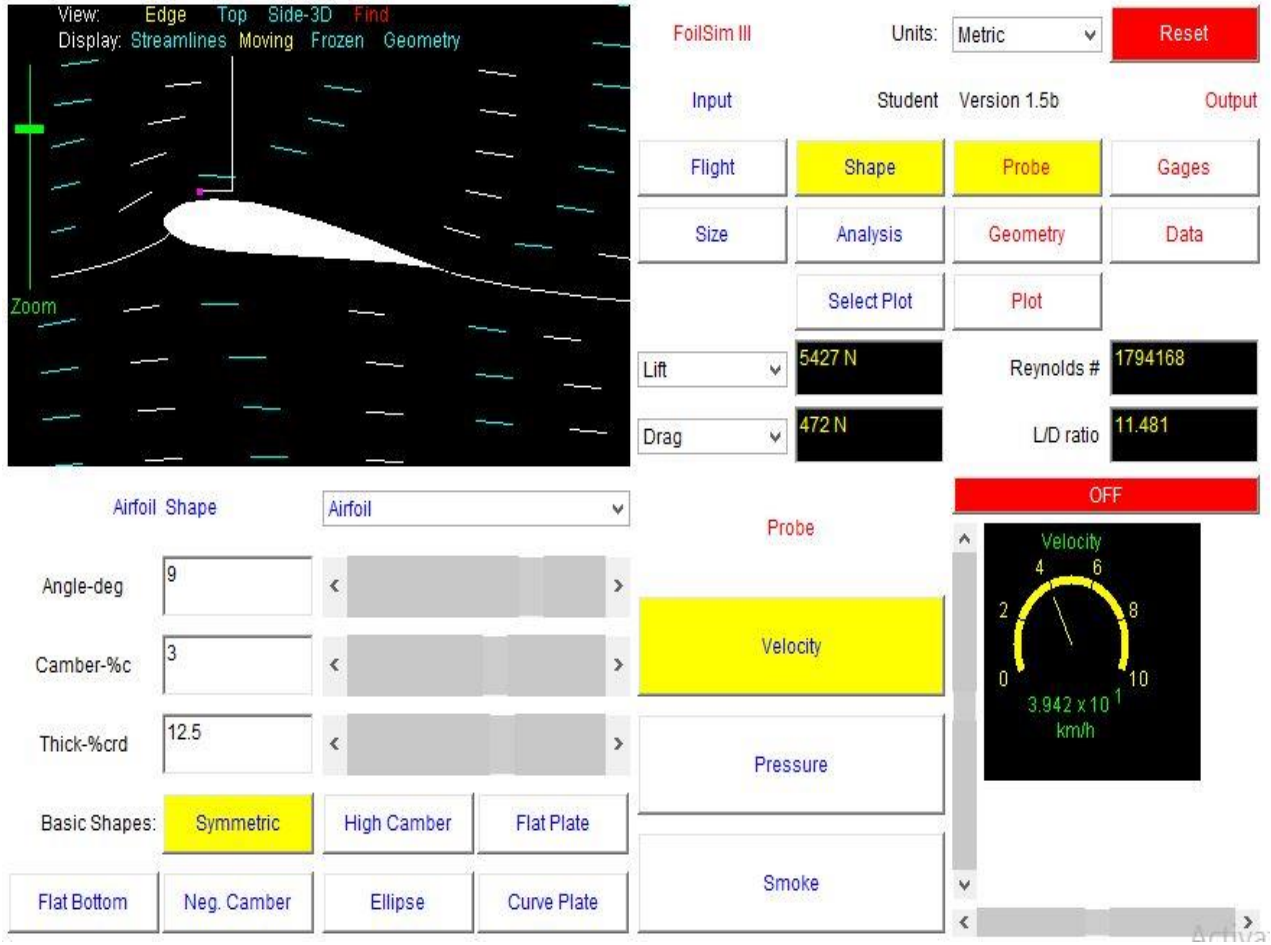 View: Edge Top Side-3D Find
Display: Streamlines Moving Frozen Geometry
Zoom
FoilSim III Units: Metric Reset
Input Student Version 1.5b Output
Flight Shape Probe Gages
Size Analysis Geometry Data
Select Plot Plot
Lift 5427 N Reynolds # 1794168
Drag 472 N L/D ratio 11.481
Airfoil Shape Airfoil
Angle-deg 9
Camber-%c 3
Thick-%crd 12.5
Basic Shapes: Symmetric High Camber Flat Plate
Flat Bottom Neg. Camber Ellipse Curve Plate
Probe
Velocity
Pressure
Smoke
OFF
Velocity
4 6
2 8
0 10
3.942 x 10 1
km/h
Activa